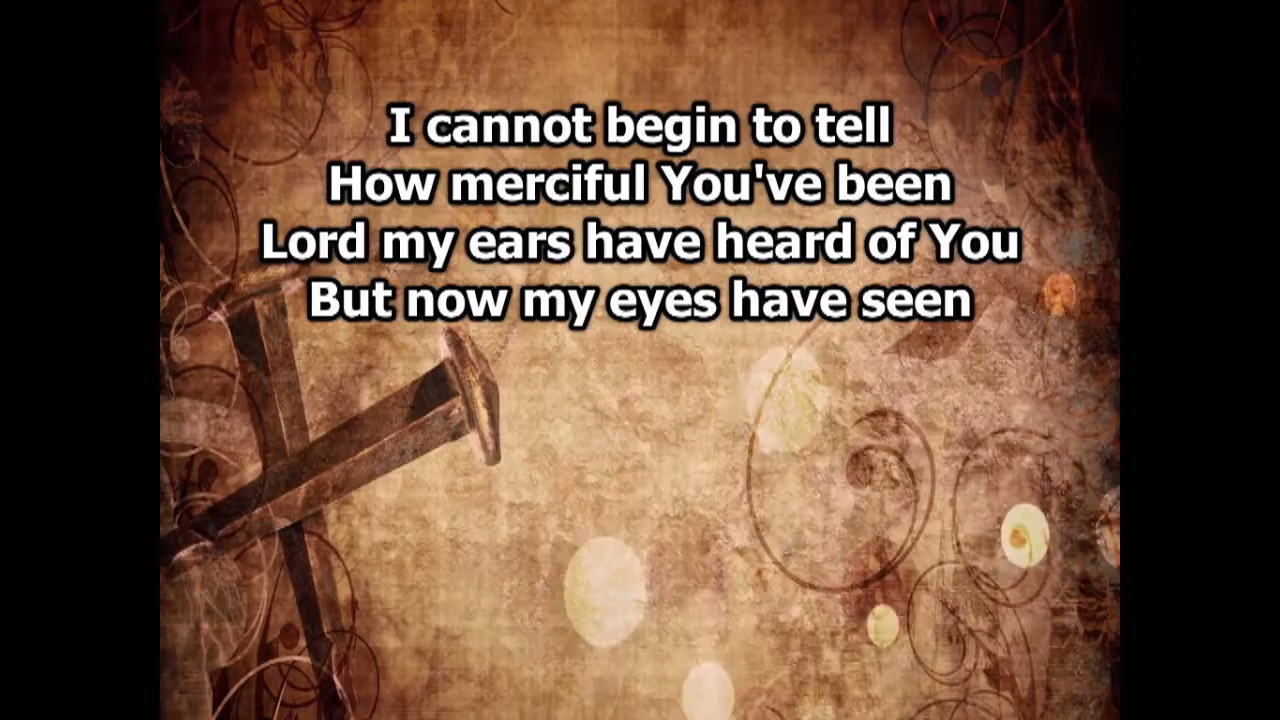 I cannot begin to tell
How merciful You've been
Lord my ears have heard of You
But now my eyes have seen